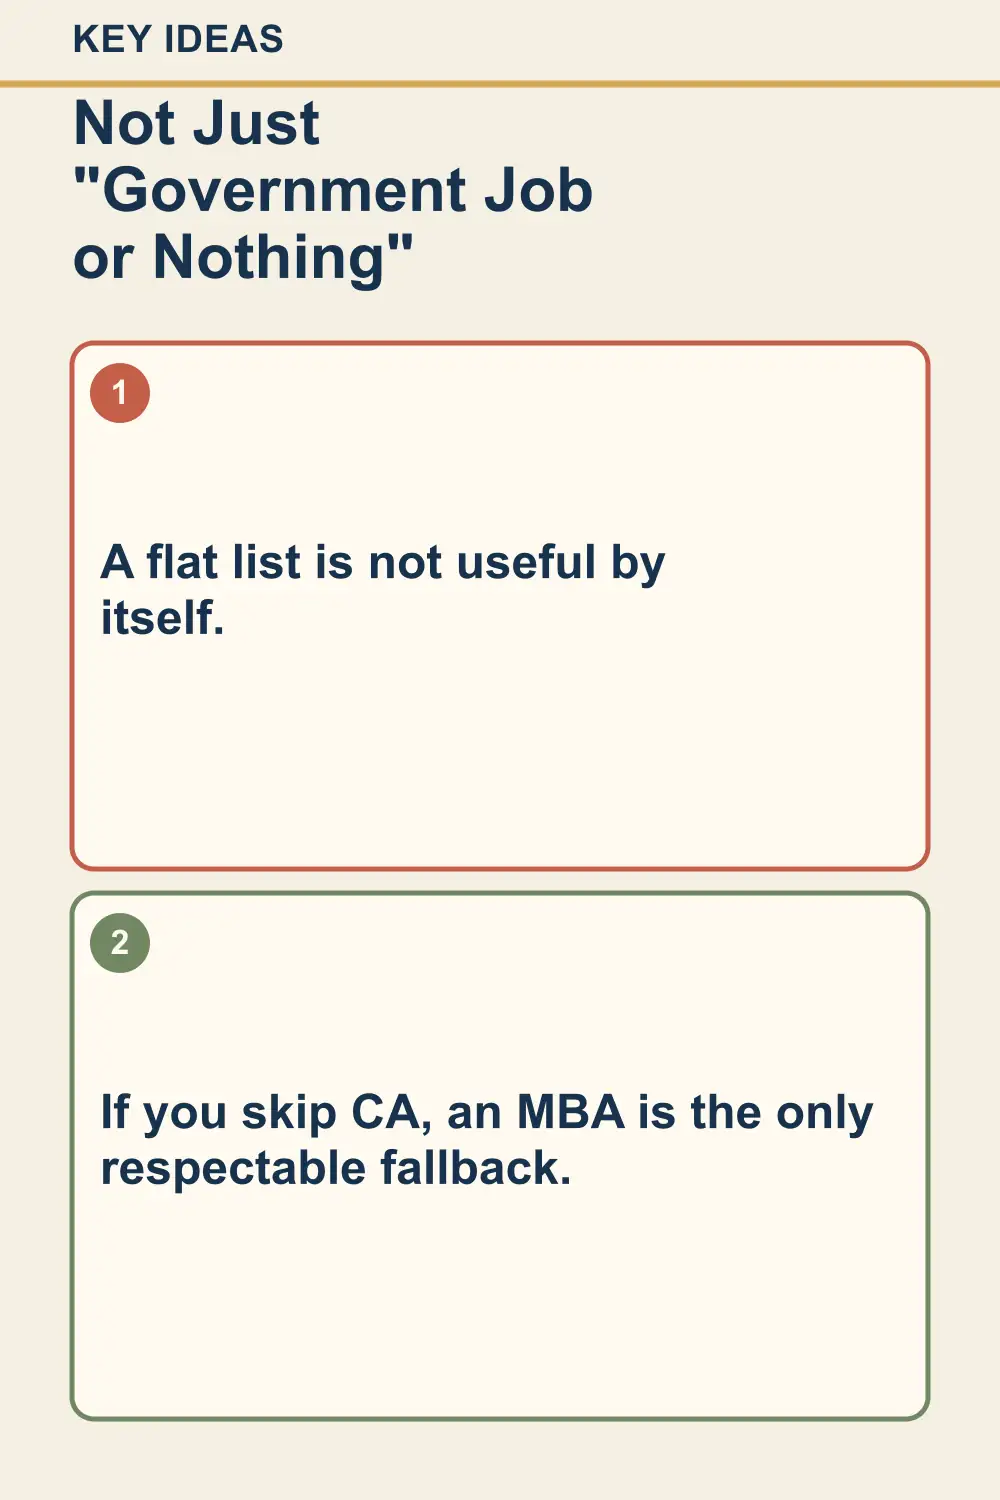 KEY IDEAS
Not Just
"Government Job
or Nothing"
1
A flat list is not useful by
itself.
2
If you skip CA, an MBA is the only
respectable fallback.